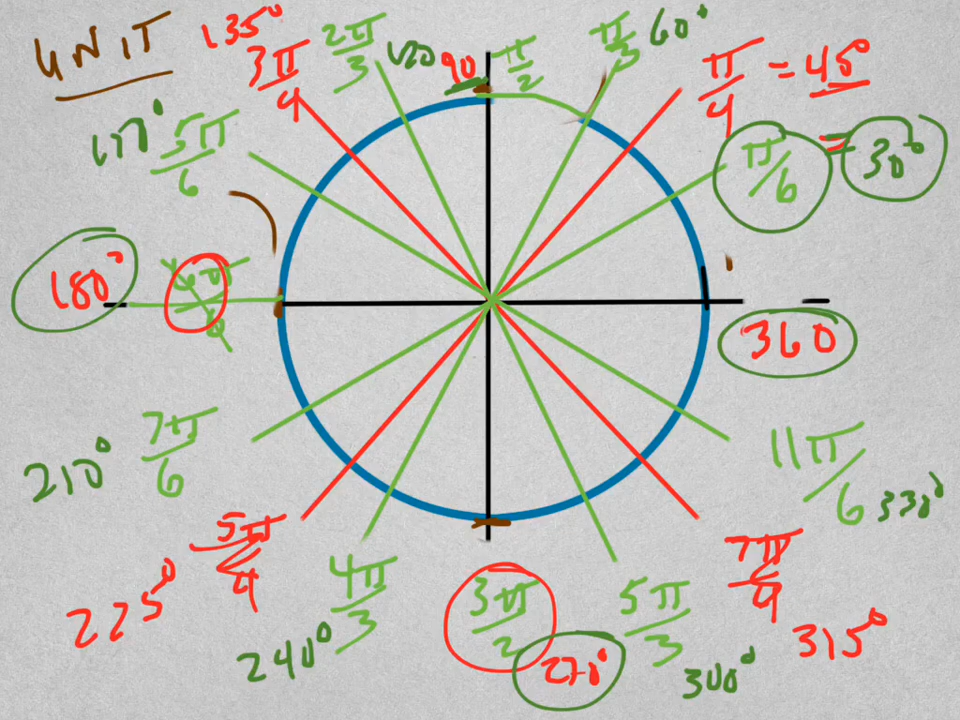 UNIT
135°
3π/4
2π/3
120
90
π/2
π/3
60°
π/4 = 45°
π/6 = 30°
5π/6
180°
360
7π/6
210°
11π/6
330°
5π/4
225°
4π/3
240°
3π/2
270°
5π/3
300°
7π/4
315°